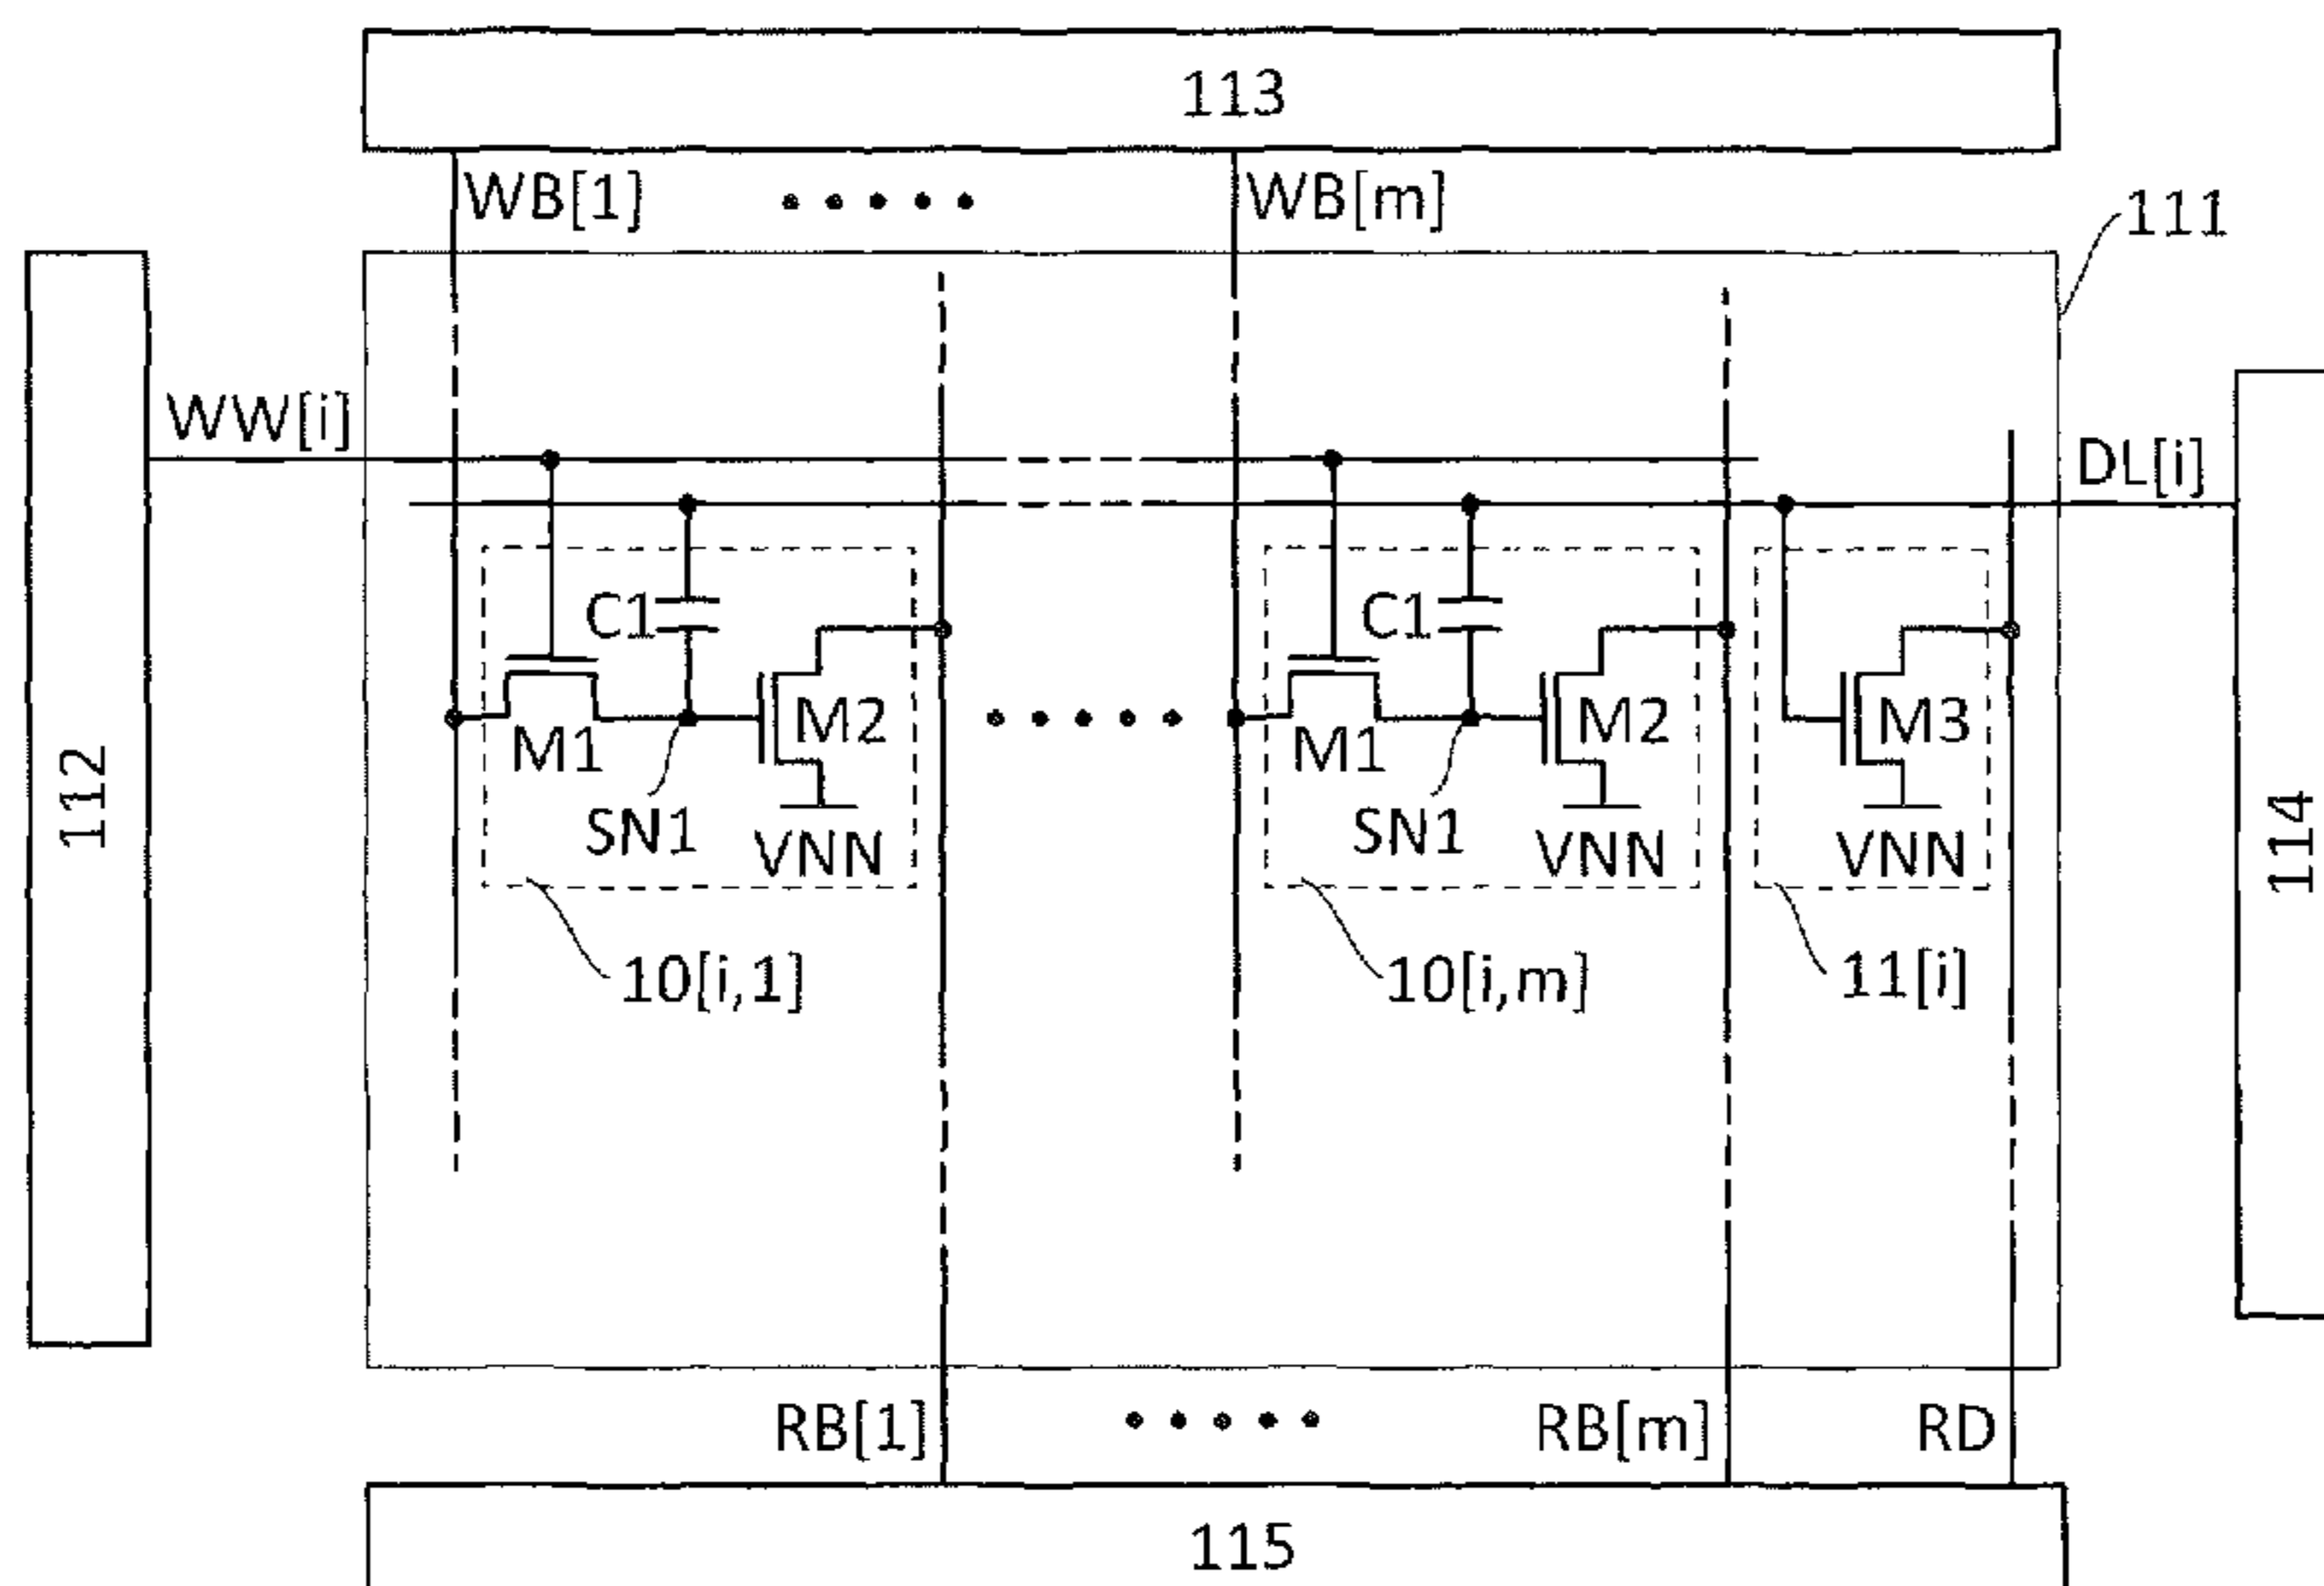 113
WB[1]
WB[m]
111
WW[i]
DL[i]
C1
C1
M1
M2
M1
M2
M3
112
SN1
VNN
SN1
VNN
VNN
114
10[i,1]
10[i,m]
11[i]
RB[1]
RB[m]
RD
115